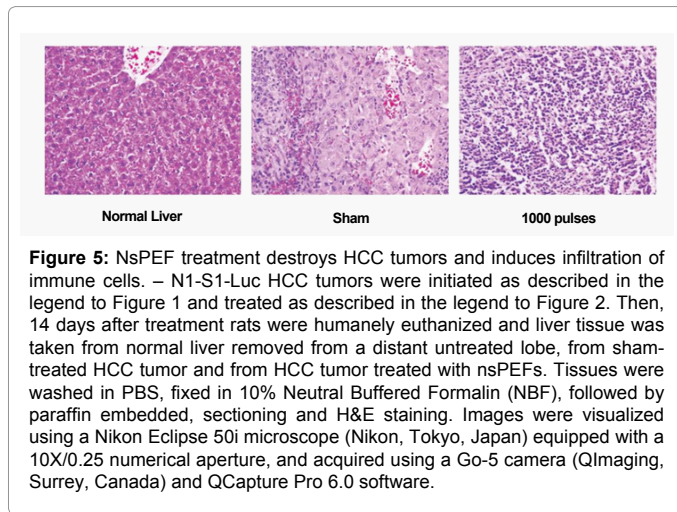 Normal Liver Sham 1000 pulses
Figure 5: NsPEF treatment destroys HCC tumors and induces infiltration of
immune cells. – N1-S1-Luc HCC tumors were initiated as described in the
legend to Figure 1 and treated as described in the legend to Figure 2. Then,
14 days after treatment rats were humanely euthanized and liver tissue was
taken from normal liver removed from a distant untreated lobe, from sham-
treated HCC tumor and from HCC tumor treated with nsPEFs. Tissues were
washed in PBS, fixed in 10% Neutral Buffered Formalin (NBF), followed by
paraffin embedded, sectioning and H&E staining. Images were visualized
using a Nikon Eclipse 50i microscope (Nikon, Tokyo, Japan) equipped with a
10X/0.25 numerical aperture, and acquired using a Go-5 camera (QImaging,
Surrey, Canada) and QCapture Pro 6.0 software.